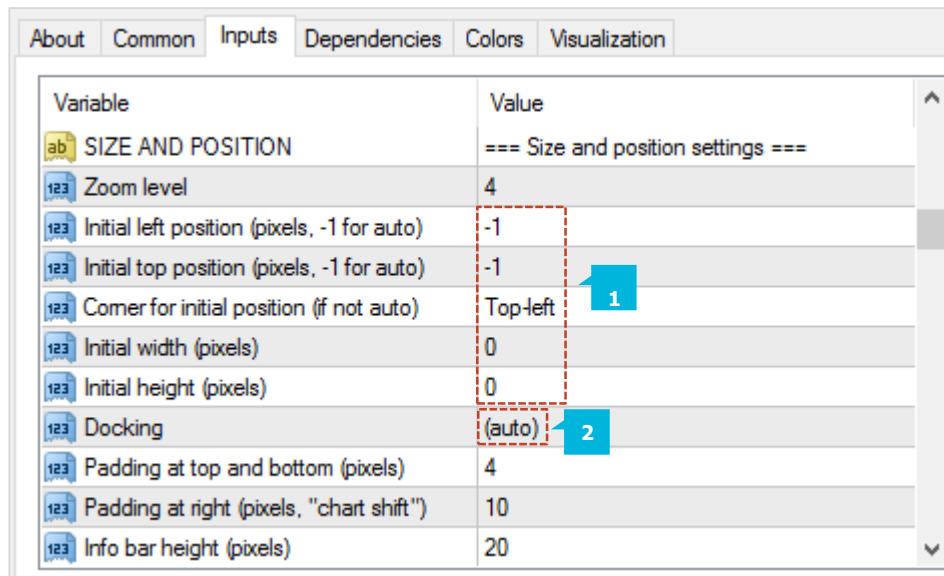 About Common Inputs Dependencies Colors Visualization
Variable Value
ab SIZE AND POSITION === Size and position settings ===
123 Zoom level 4
123 Initial left position (pixels, -1 for auto) -1
123 Initial top position (pixels, -1 for auto) -1
123 Corner for initial position (if not auto) Top-left
1
123 Initial width (pixels) 0
123 Initial height (pixels) 0
123 Docking (auto) 2
123 Padding at top and bottom (pixels) 4
123 Padding at right (pixels, "chart shift") 10
123 Info bar height (pixels) 20